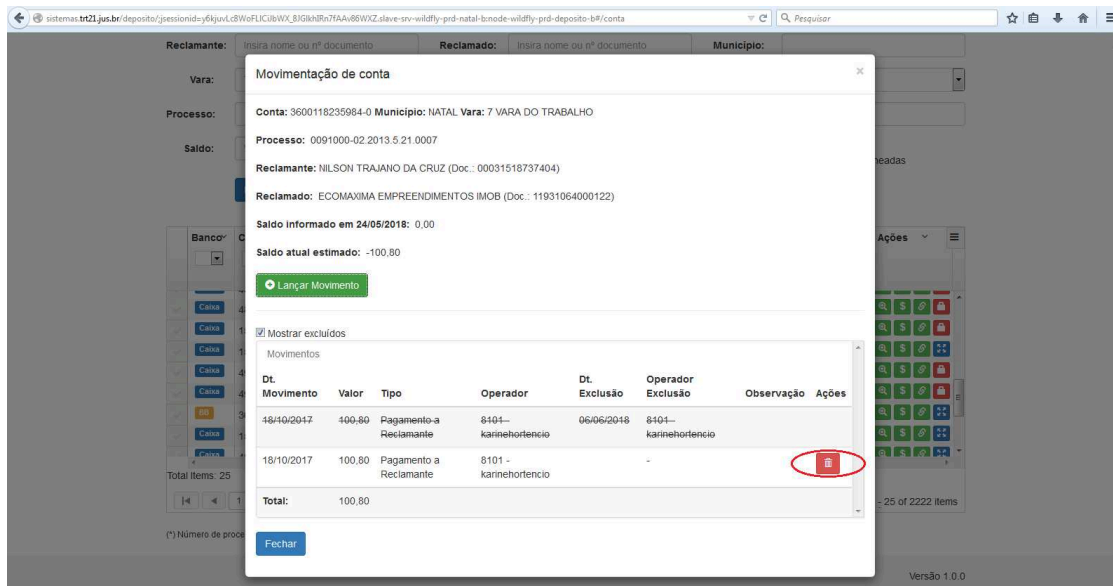 sistemas.trt21.jus.br/deposito/;jsessionid=y6kjuvLc8WoFLlCiJbWX_8JGlkhIRn7fAAv86WXZ.slave-srv-wildfly-prd-natal-b:node-wildfly-prd-deposito-b#/conta
Pesquisar
Reclamante: Insira nome ou nº documento Reclamado: Insira nome ou nº documento Município:
Vara:
Processo:
Saldo:
neadas
Movimentação de conta ×
Conta: 3600118235984-0 Município: NATAL Vara: 7 VARA DO TRABALHO
Processo: 0091000-02.2013.5.21.0007
Reclamante: NILSON TRAJANO DA CRUZ (Doc.: 00031518737404)
Reclamado: ECOMAXIMA EMPREENDIMENTOS IMOB (Doc.: 11931064000122)
Saldo informado em 24/05/2018: 0,00
Saldo atual estimado: -100,80
Lançar Movimento
Mostrar excluídos
Movimentos
Dt. Movimento Valor Tipo Operador Dt. Exclusão Operador Exclusão Observação Ações
18/10/2017 100,80 Pagamento a Reclamante 8101 - karinehortencio 06/06/2018 8101 - karinehortencio
18/10/2017 100,80 Pagamento a Reclamante 8101 - karinehortencio -
Total: 100,80
Fechar
Banco C Ações
Caixa
Caixa
Caixa
Caixa
Caixa
BB
Caixa
Caixa
Total Items: 25
1
- 25 of 2222 items
(*) Número de proce
Versão 1.0.0